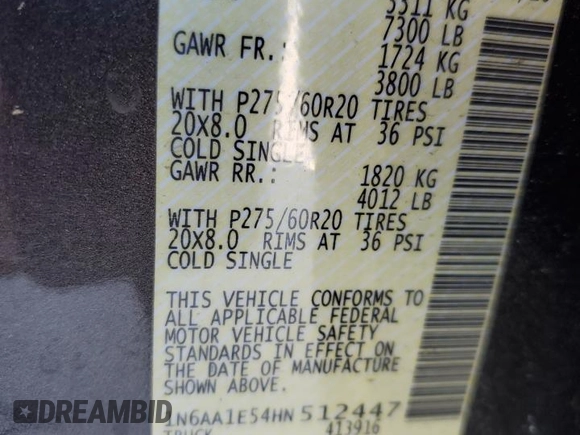 3311 KG
7300 LB
GAWR FR.: 1724 KG
3800 LB
WITH P275/60R20 TIRES
20X8.0 RIMS AT 36 PSI
COLD SINGLE
GAWR RR.: 1820 KG
4012 LB
WITH P275/60R20 TIRES
20X8.0 RIMS AT 36 PSI
COLD SINGLE
THIS VEHICLE CONFORMS TO
ALL APPLICABLE FEDERAL
MOTOR VEHICLE SAFETY
STANDARDS IN EFFECT ON
THE DATE OF MANUFACTURE
1N6AA1E54HN512447
TRUCK 413916
DATABASED
VEHICLE HISTORY